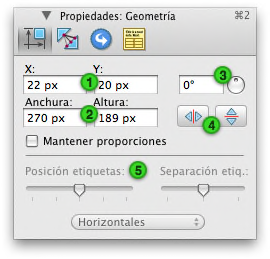 Propiedades: Geometría ⌘2
X: Y:
22 px 1 20 px 0° 3
Anchura: Altura:
270 px 2 189 px 4
Mantener proporciones
Posición etiquetas: 5 Separación etiq.:
Horizontales